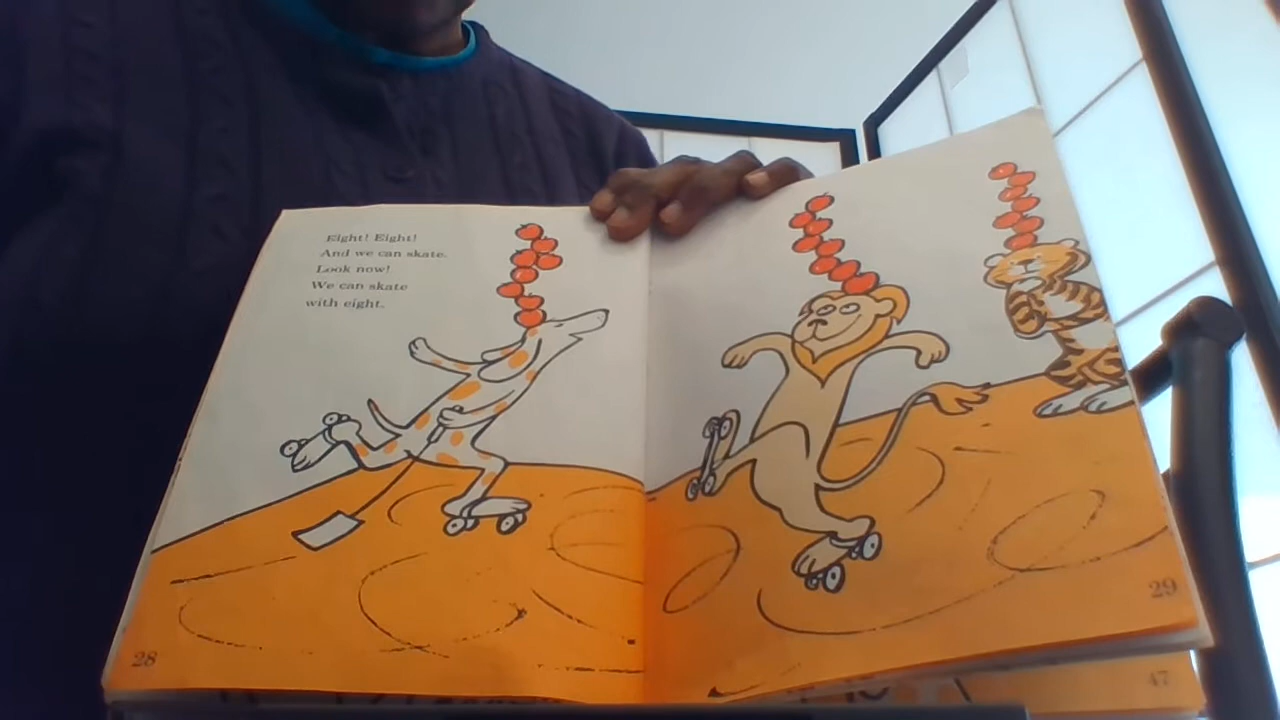 Eight! Eight!
And we can skate.
Look now!
We can skate
with eight.
28
29
47